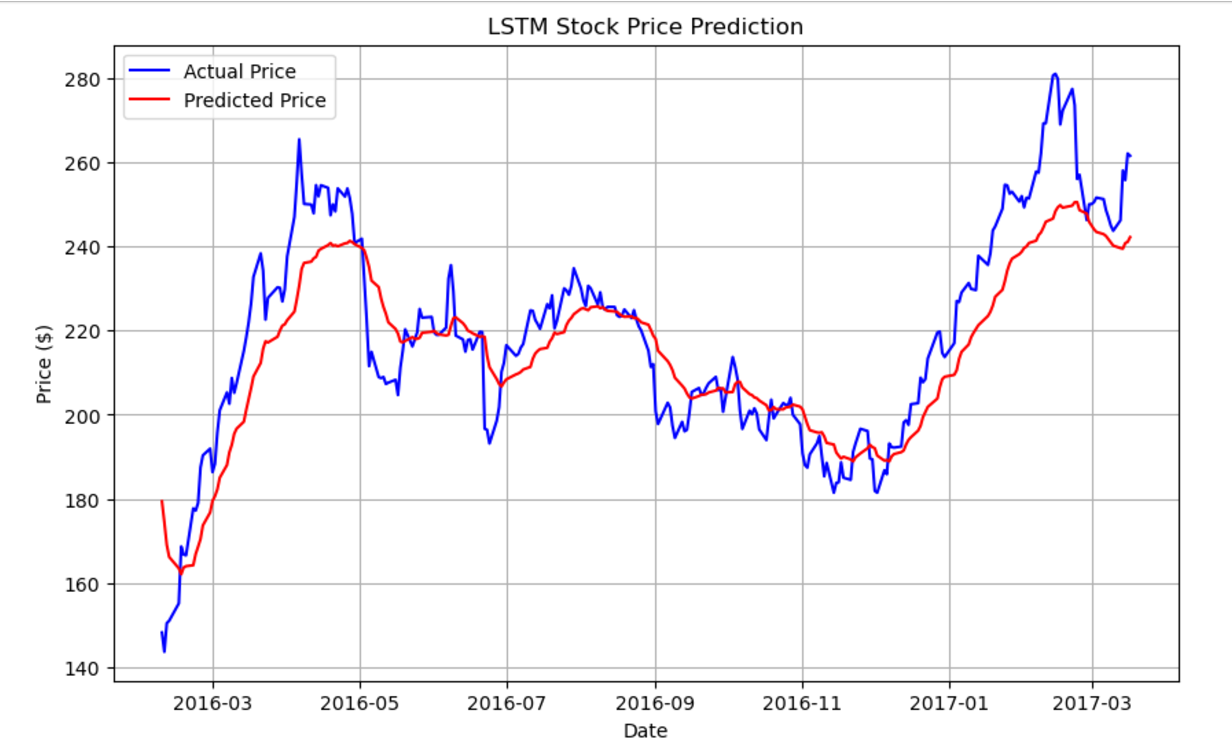 LSTM Stock Price Prediction
Actual Price
Predicted Price
280
260
240
220
200
180
160
140
Price ($)
2016-03 2016-05 2016-07 2016-09 2016-11 2017-01 2017-03
Date